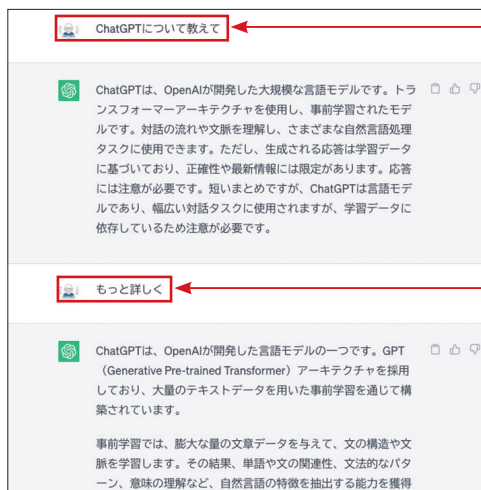 ChatGPTについて教えて
ChatGPTは、OpenAIが開発した大規模な言語モデルです。トラ
ンスフォーマーアーキテクチャを使用し、事前学習されたモデ
ルです。対話の流れや文脈を理解し、さまざまな自然言語処理
タスクに使用できます。ただし、生成される応答は学習データ
に基づいており、正確性や最新情報には限定があります。応答
には注意が必要です。短いまとめですが、ChatGPTは言語モデ
ルであり、幅広い対話タスクに使用されますが、学習データに
依存しているため注意が必要です。
もっと詳しく
ChatGPTは、OpenAIが開発した言語モデルの一つです。GPT
（Generative Pre-trained Transformer）アーキテクチャを採用
しており、大量のテキストデータを用いた事前学習を通じて構
築されています。
事前学習では、膨大な量の文章データを与えて、文の構造や文
脈を学習します。その結果、単語や文の関連性、文法的なパタ
ーン、意味の理解など、自然言語の特徴を抽出する能力を獲得